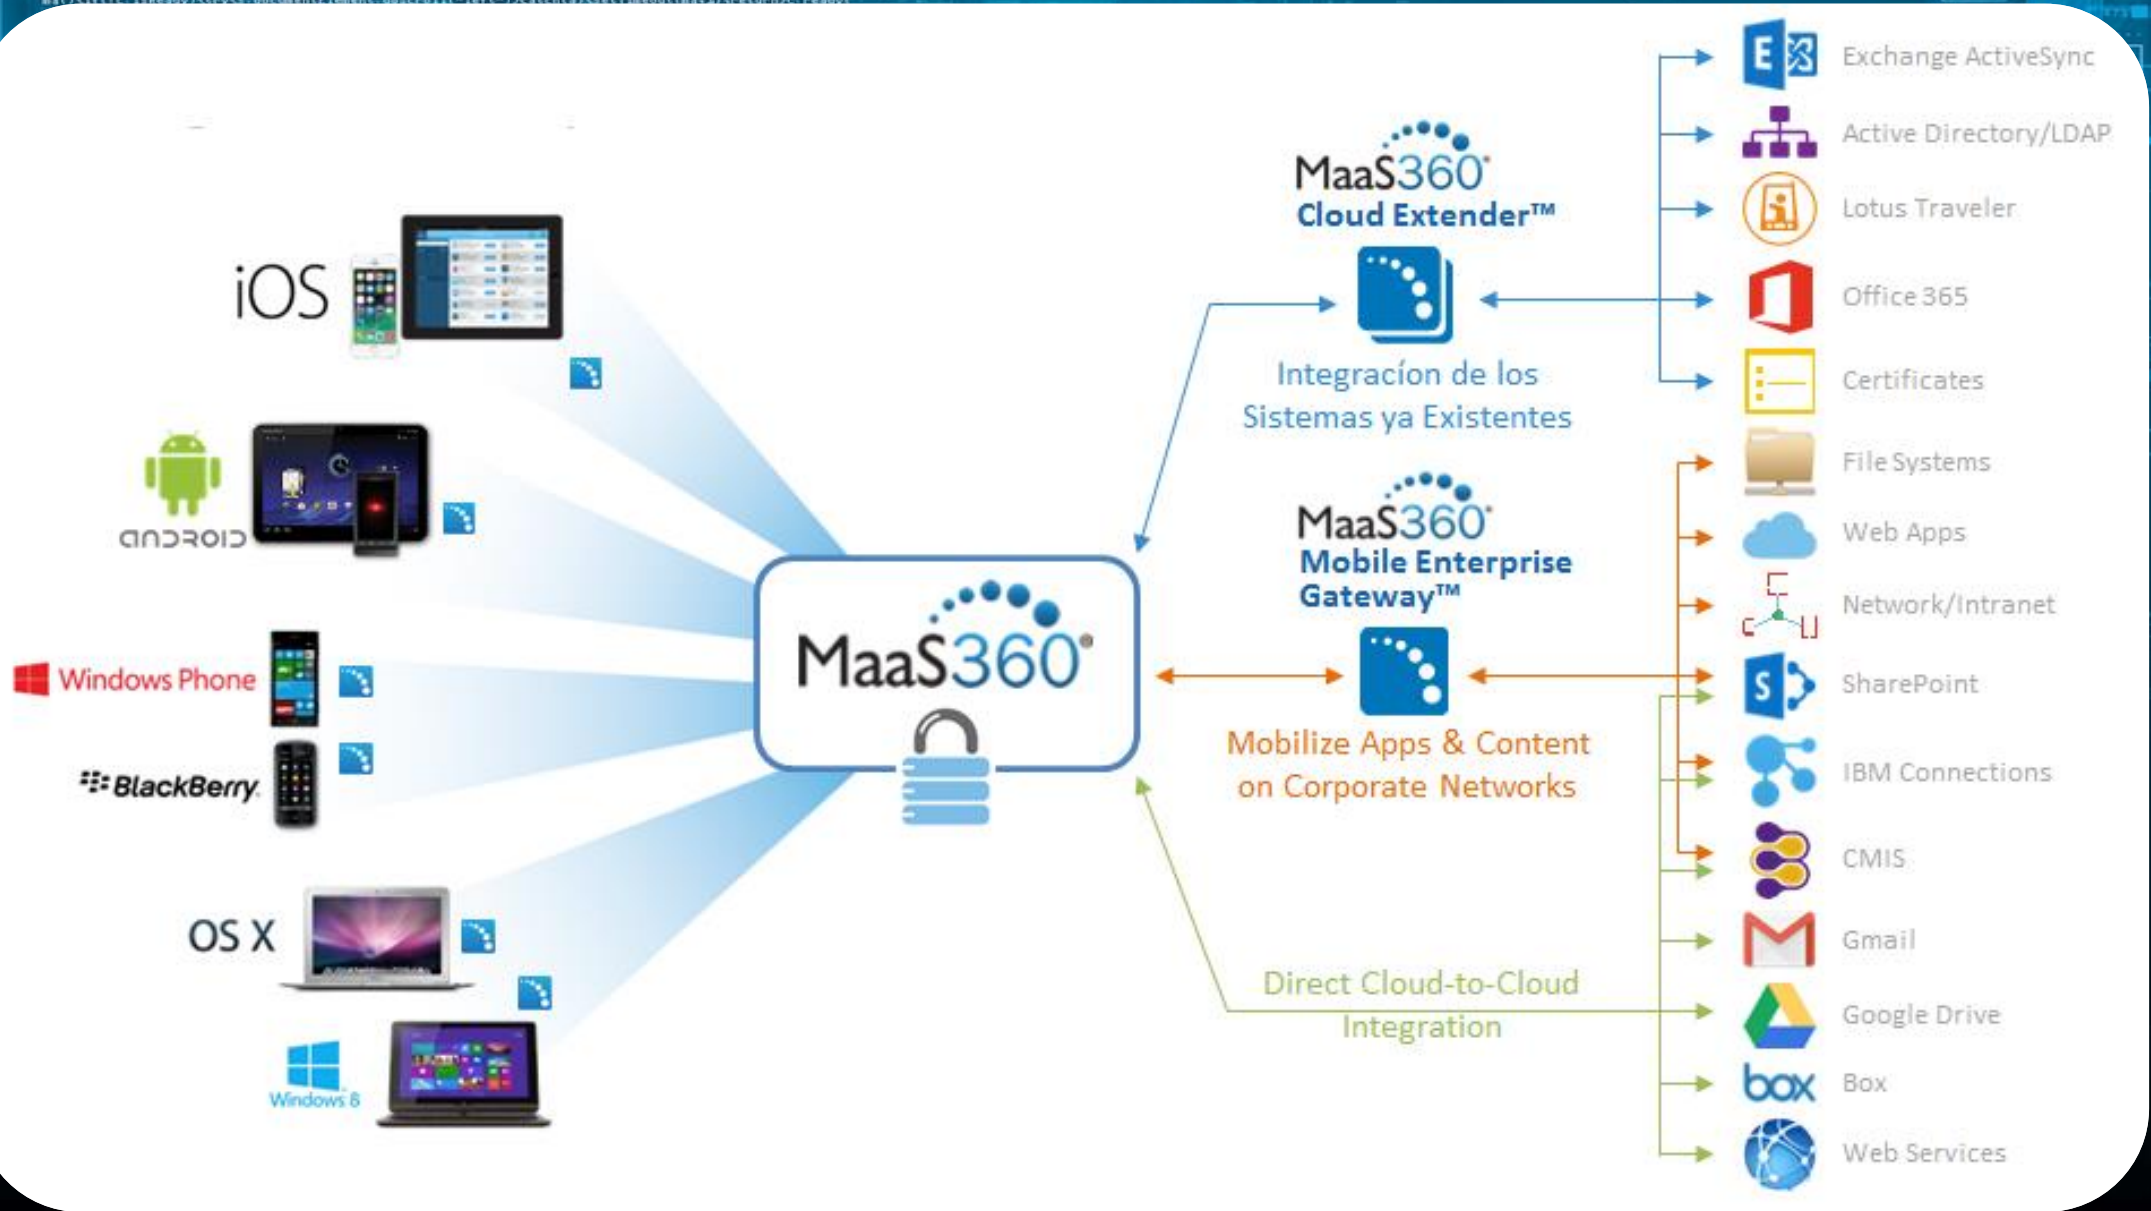 iOS
ANDROID
Windows Phone
BlackBerry
OS X
Windows 8
MaaS360®
MaaS360®
Cloud Extender™
Integracíon de los
Sistemas ya Existentes
MaaS360®
Mobile Enterprise
Gateway™
Mobilize Apps & Content
on Corporate Networks
Direct Cloud-to-Cloud
Integration
E
Exchange ActiveSync
Active Directory/LDAP
Lotus Traveler
Office 365
Certificates
File Systems
Web Apps
Network/Intranet
S
SharePoint
IBM Connections
CMIS
Gmail
Google Drive
box
Box
Web Services